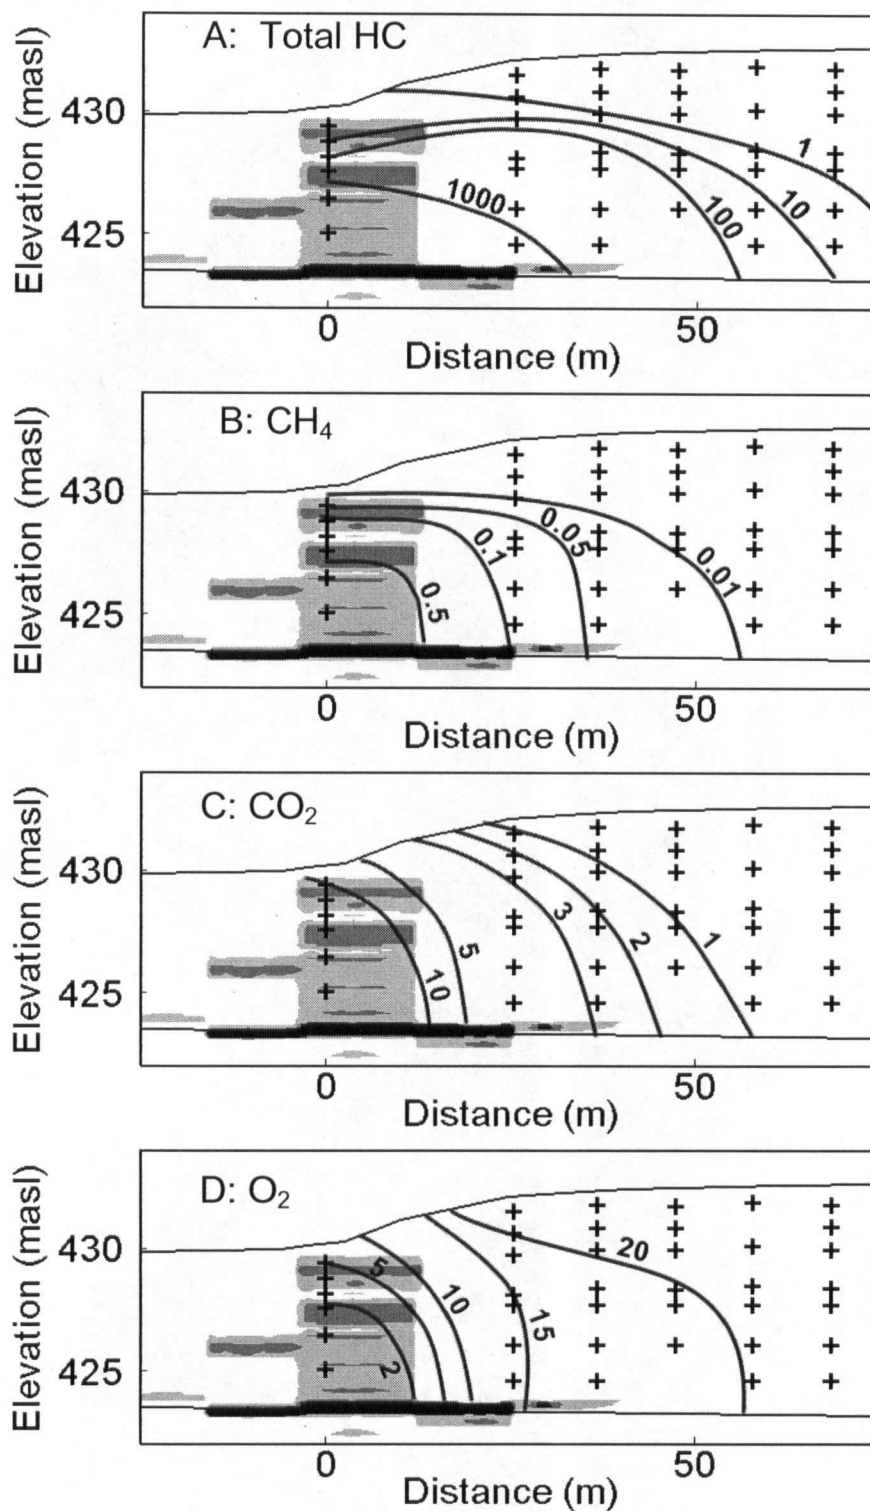 A: Total HC
Elevation (masl)
430
425
1000
100
10
1
0
50
Distance (m)
B: CH₄
Elevation (masl)
430
425
0.5
0.1
0.05
0.01
0
50
Distance (m)
C: CO₂
Elevation (masl)
430
425
10
5
3
2
1
0
50
Distance (m)
D: O₂
Elevation (masl)
430
425
2
5
10
15
20
0
50
Distance (m)